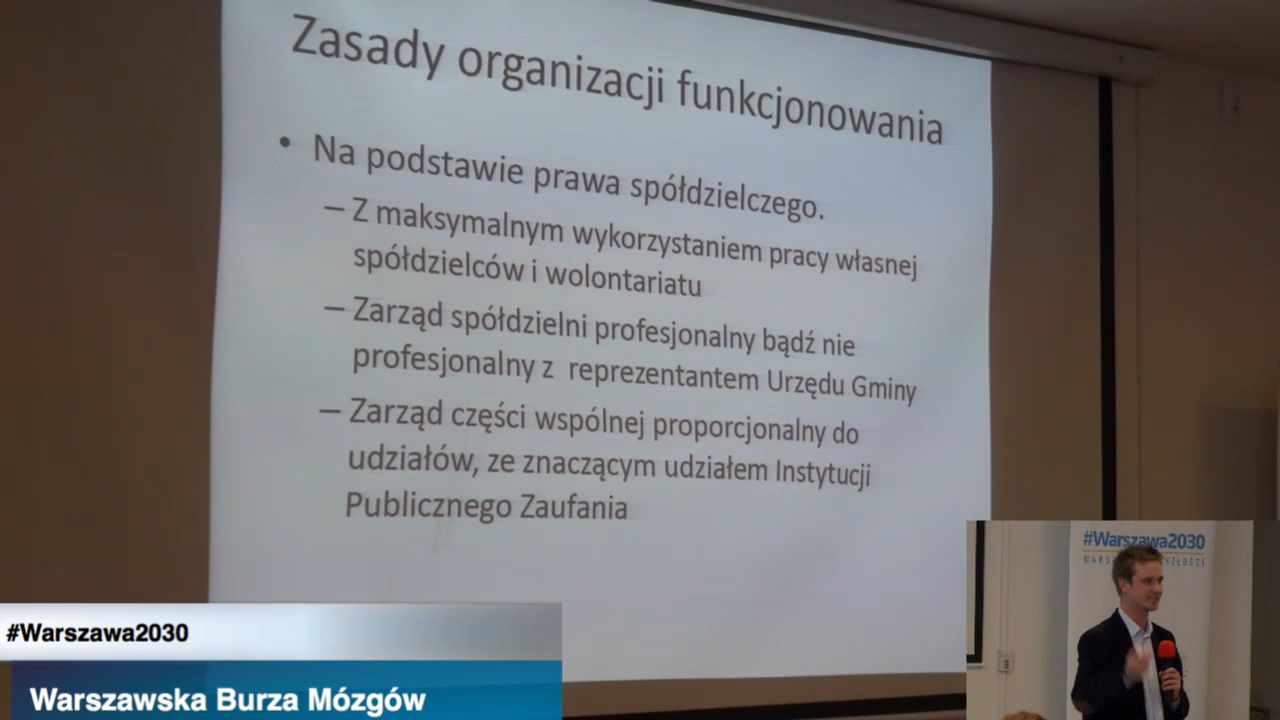 Zasady organizacji funkcjonowania
• Na podstawie prawa spółdzielczego.
– Z maksymalnym wykorzystaniem pracy własnej
spółdzielców i wolontariatu
– Zarząd spółdzielni profesjonalny bądź nie
profesjonalny z reprezentantem Urzędu Gminy
– Zarząd części wspólnej proporcjonalny do
udziałów, ze znaczącym udziałem Instytucji
Publicznego Zaufania
#Warszawa2030
#Warszawa2030
Warszawska Burza Mózgów